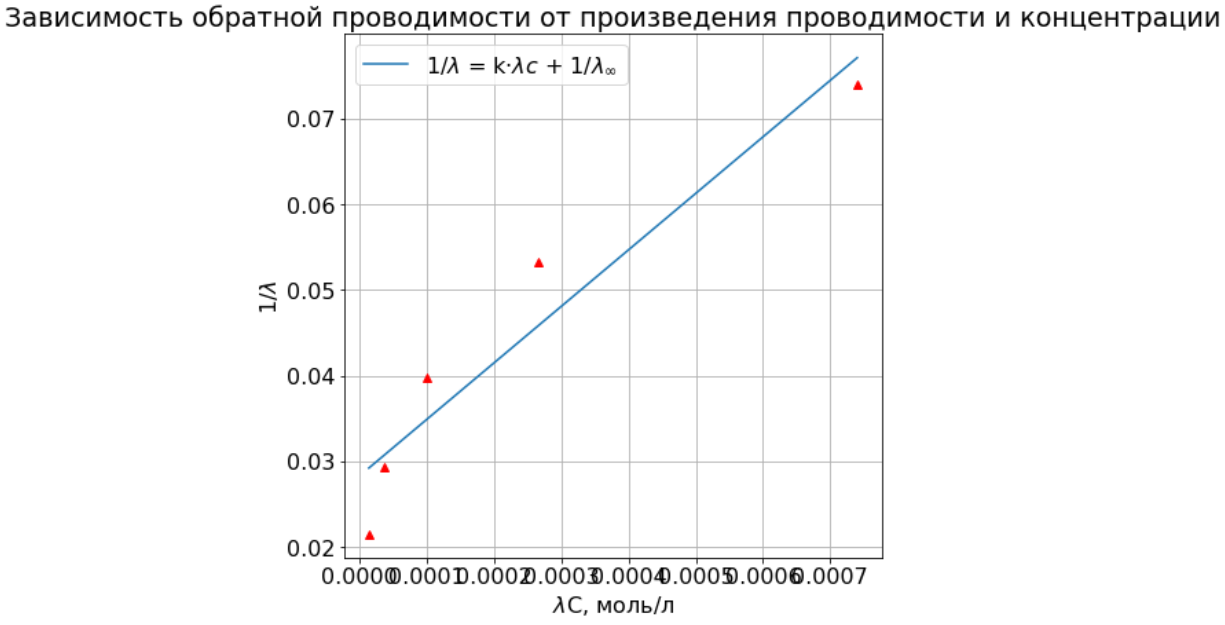 Зависимость обратной проводимости от произведения проводимости и концентрации
1/λ = k·λc + 1/λ∞
0.07
0.06
0.05
0.04
0.03
0.02
1/λ
0.0000 0.0001 0.0002 0.0003 0.0004 0.0005 0.0006 0.0007
λC, моль/л